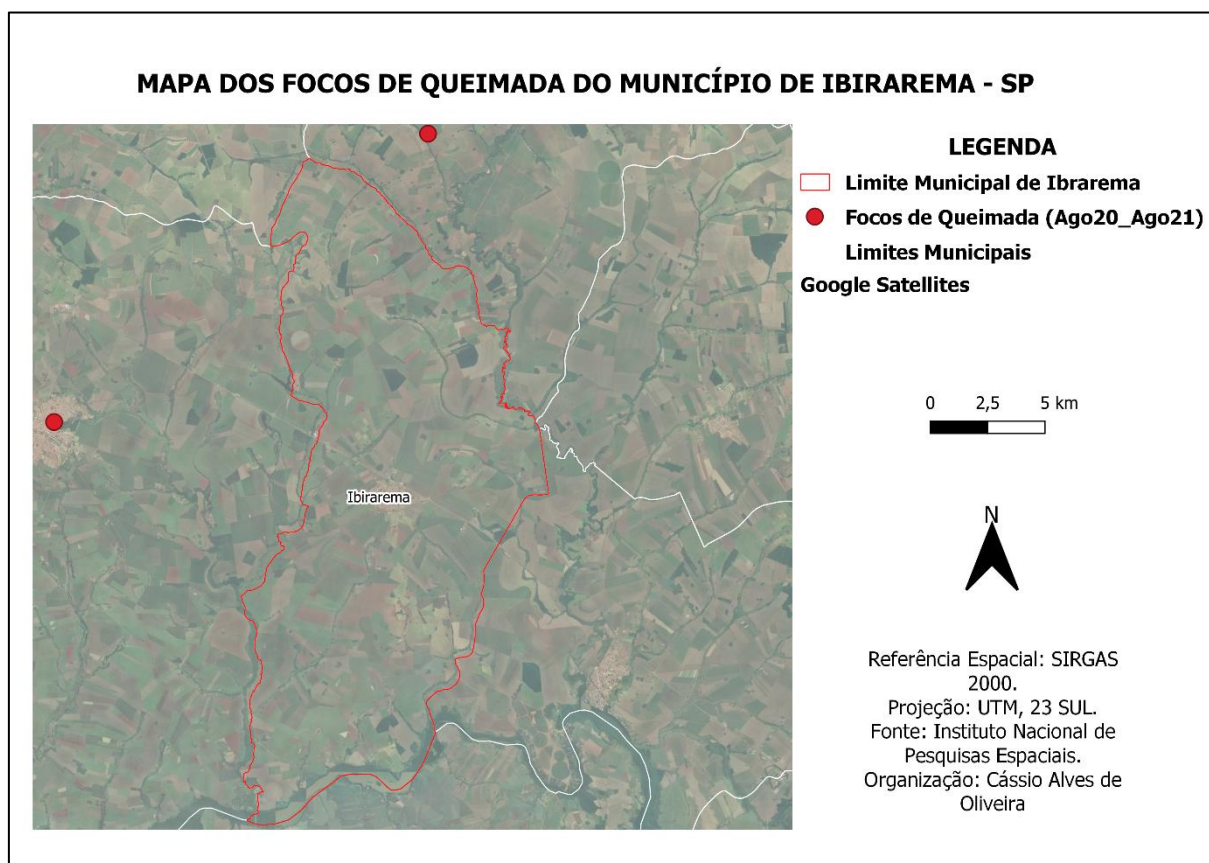 MAPA DOS FOCOS DE QUEIMADA DO MUNICÍPIO DE IBIRAREMA - SP
LEGENDA
Limite Municipal de Ibrarema
Focos de Queimada (Ago20_Ago21)
Limites Municipais
Google Satellites
0 2,5 5 km
Ibirarema
N
Referência Espacial: SIRGAS
2000.
Projeção: UTM, 23 SUL.
Fonte: Instituto Nacional de
Pesquisas Espaciais.
Organização: Cássio Alves de
Oliveira